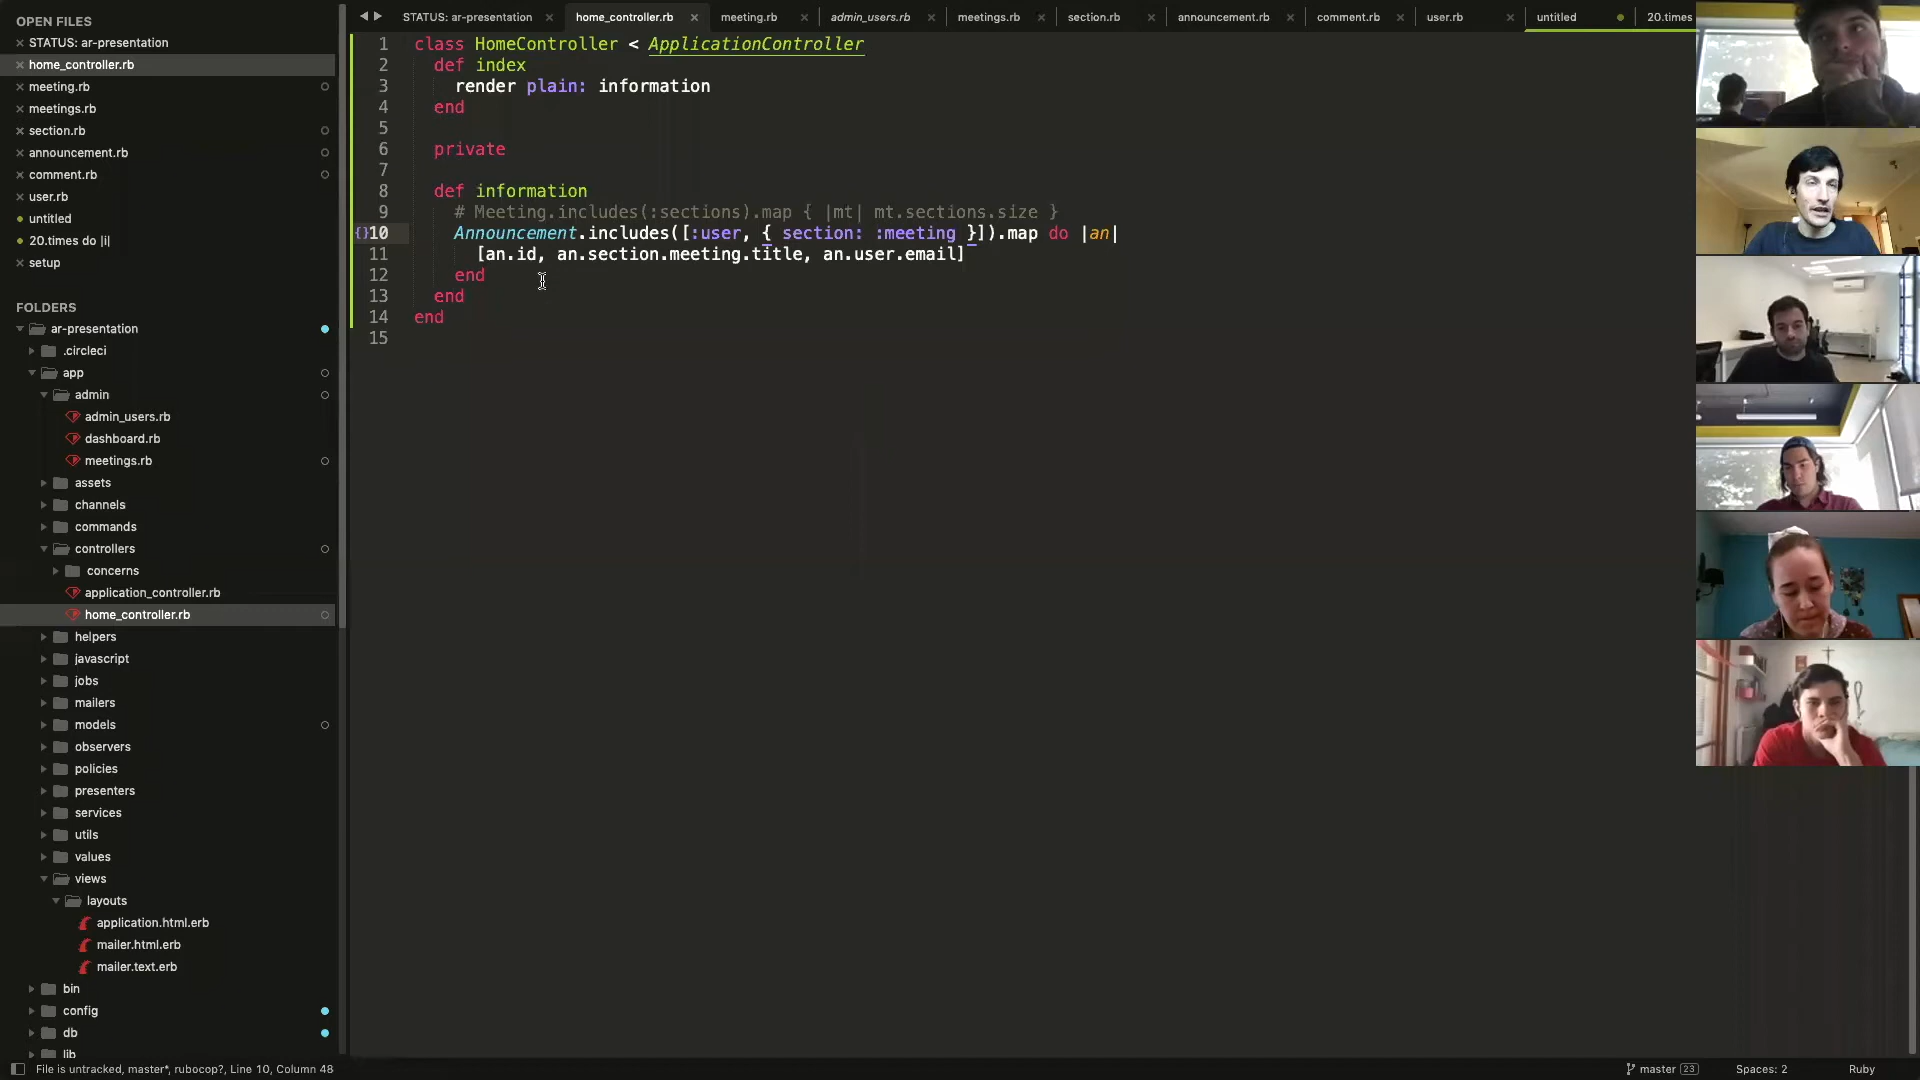 OPEN FILES
STATUS: ar-presentation
home_controller.rb
meeting.rb
meetings.rb
section.rb
announcement.rb
comment.rb
user.rb
untitled
20.times do |i|
setup
FOLDERS
ar-presentation
.circleci
app
admin
admin_users.rb
dashboard.rb
meetings.rb
assets
channels
commands
controllers
concerns
application_controller.rb
home_controller.rb
helpers
javascript
jobs
mailers
models
observers
policies
presenters
services
utils
values
views
layouts
application.html.erb
mailer.html.erb
mailer.text.erb
bin
config
db
lib
STATUS: ar-presentation home_controller.rb meeting.rb admin_users.rb meetings.rb section.rb announcement.rb comment.rb user.rb untitled 20.times
1 class HomeController < ApplicationController
2 def index
3 render plain: information
4 end
5
6 private
7
8 def information
9 # Meeting.includes(:sections).map { |mt| mt.sections.size }
{}10 Announcement.includes([:user, { section: :meeting }]).map do |an|
11 [an.id, an.section.meeting.title, an.user.email]
12 end
13 end
14 end
15
File is untracked, master*, rubocop?, Line 10, Column 48
master 23 Spaces: 2 Ruby